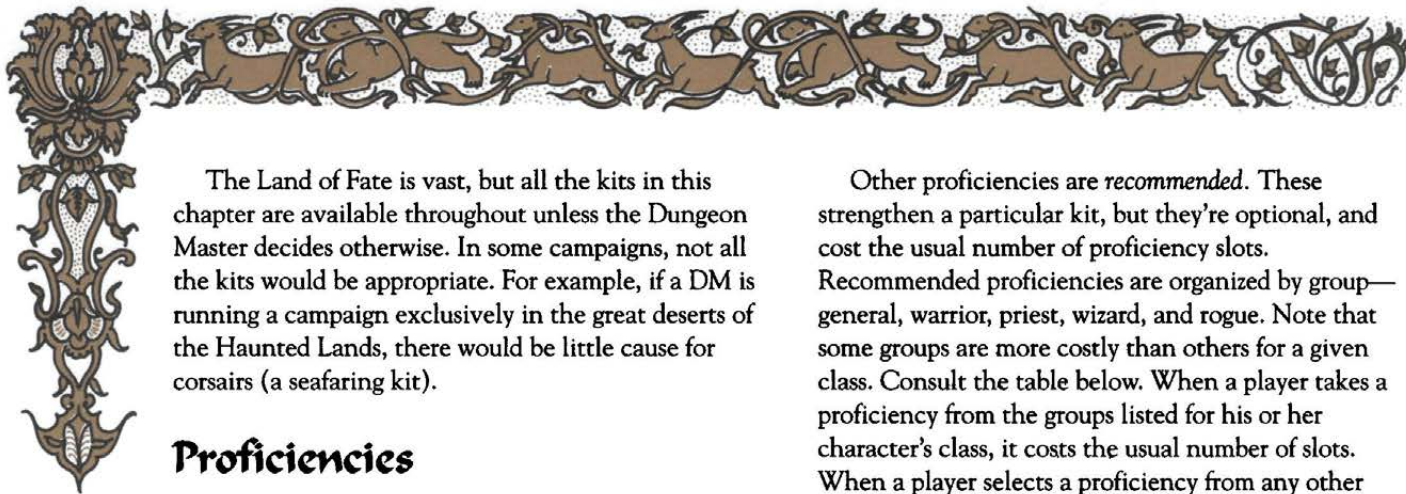 The Land of Fate is vast, but all the kits in this
chapter are available throughout unless the Dungeon
Master decides otherwise. In some campaigns, not all
the kits would be appropriate. For example, if a DM is
running a campaign exclusively in the great deserts of
the Haunted Lands, there would be little cause for
corsairs (a seafaring kit).
Proficiencies
Other proficiencies are recommended. These
strengthen a particular kit, but they're optional, and
cost the usual number of proficiency slots.
Recommended proficiencies are organized by group—
general, warrior, priest, wizard, and rogue. Note that
some groups are more costly than others for a given
class. Consult the table below. When a player takes a
proficiency from the groups listed for his or her
character's class, it costs the usual number of slots.
When a player selects a proficiency from any other